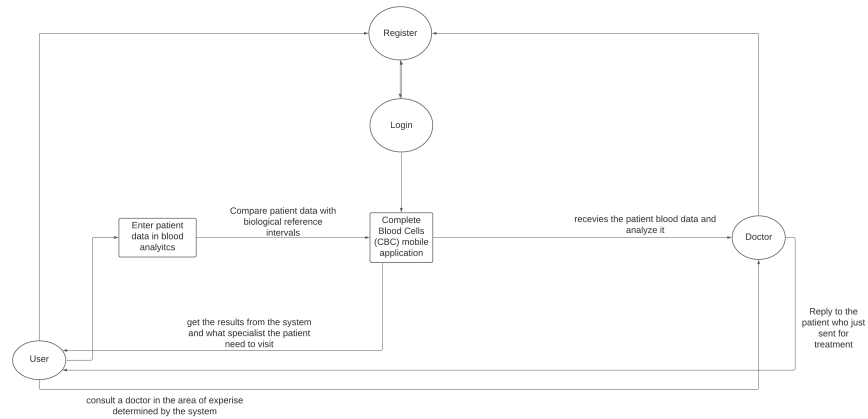 Register
Login
Enter patient
data in blood
analyitcs
Compare patient data with
biological reference
intervals
Complete
Blood Cells
(CBC) mobile
application
recevies the patient blood data and
analyze it
Doctor
Reply to the
patient who just
sent for
treatment
get the results from the system
and what specialist the patient
need to visit
User
consult a doctor in the area of experise
determined by the system